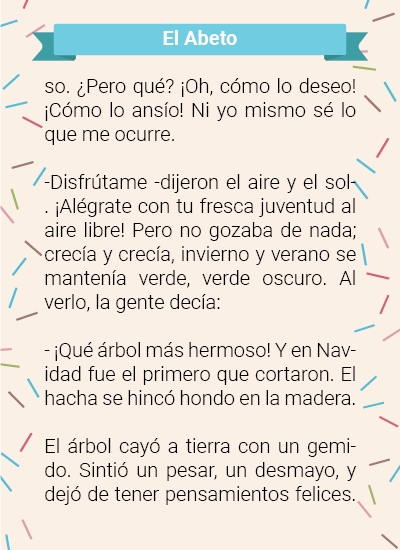 El Abeto
so. ¿Pero qué? ¡Oh, cómo lo deseo!
¡Cómo lo ansío! Ni yo mismo sé lo
que me ocurre.
-Disfrútame -dijeron el aire y el sol-
. ¡Alégrate con tu fresca juventud al
aire libre! Pero no gozaba de nada;
crecía y crecía, invierno y verano se
mantenía verde, verde oscuro. Al
verlo, la gente decía:
- ¡Qué árbol más hermoso! Y en Nav-
idad fue el primero que cortaron. El
hacha se hincó hondo en la madera.
El árbol cayó a tierra con un gemi-
do. Sintió un pesar, un desmayo, y
dejó de tener pensamientos felices.